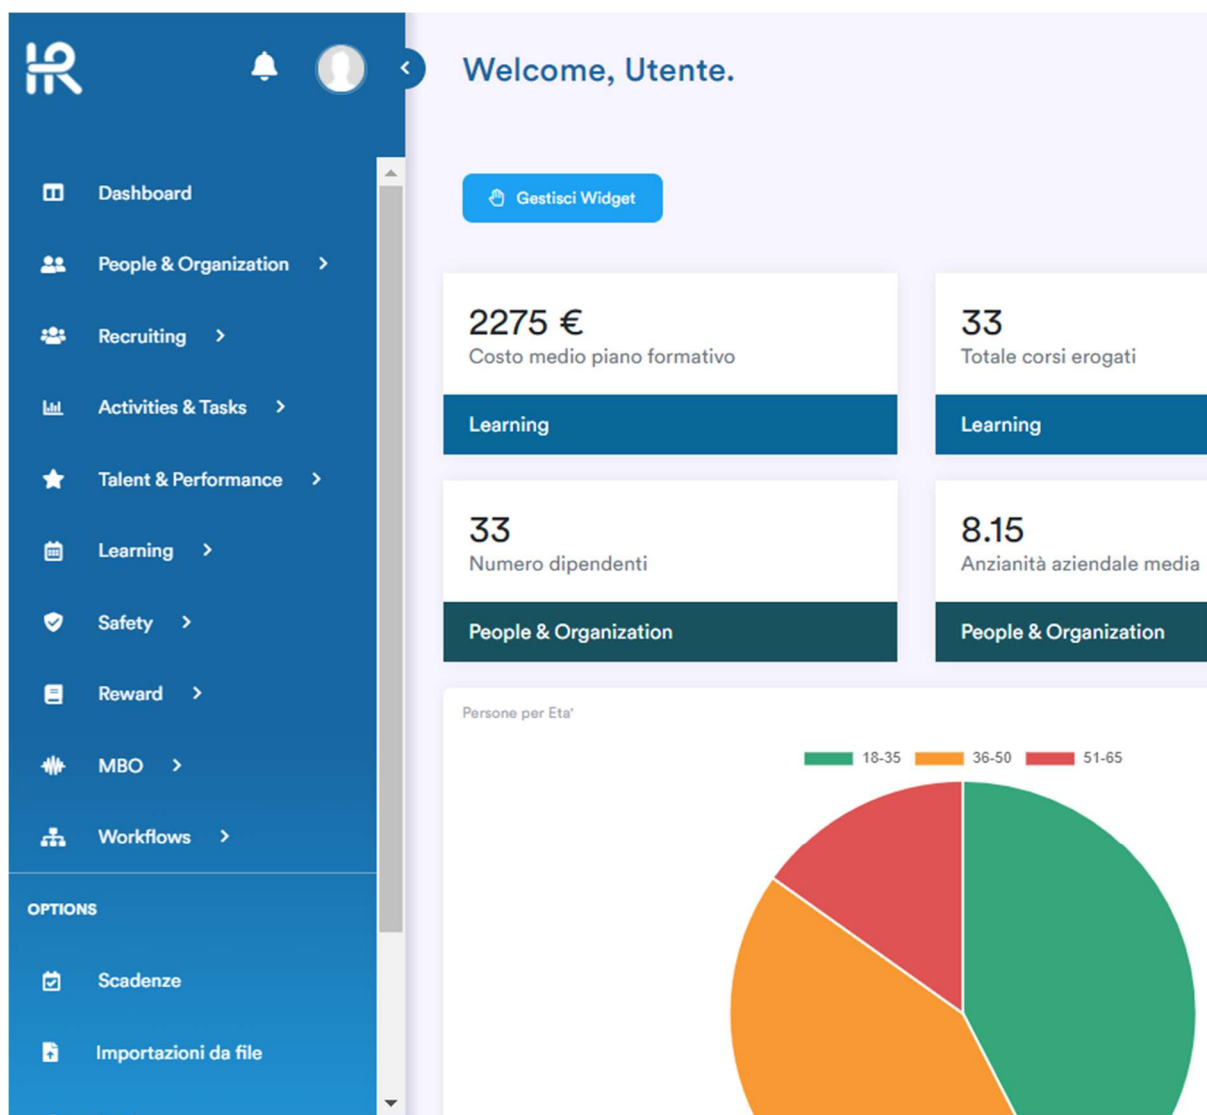 HR
Welcome, Utente.
Dashboard
People & Organization
Recruiting
Activities & Tasks
Talent & Performance
Learning
Safety
Reward
MBO
Workflows
OPTIONS
Scadenze
Importazioni da file
Gestisci Widget
2275 €
Costo medio piano formativo
Learning
33
Totale corsi erogati
Learning
33
Numero dipendenti
People & Organization
8.15
Anzianità aziendale media
People & Organization
Persone per Eta'
18-35 36-50 51-65